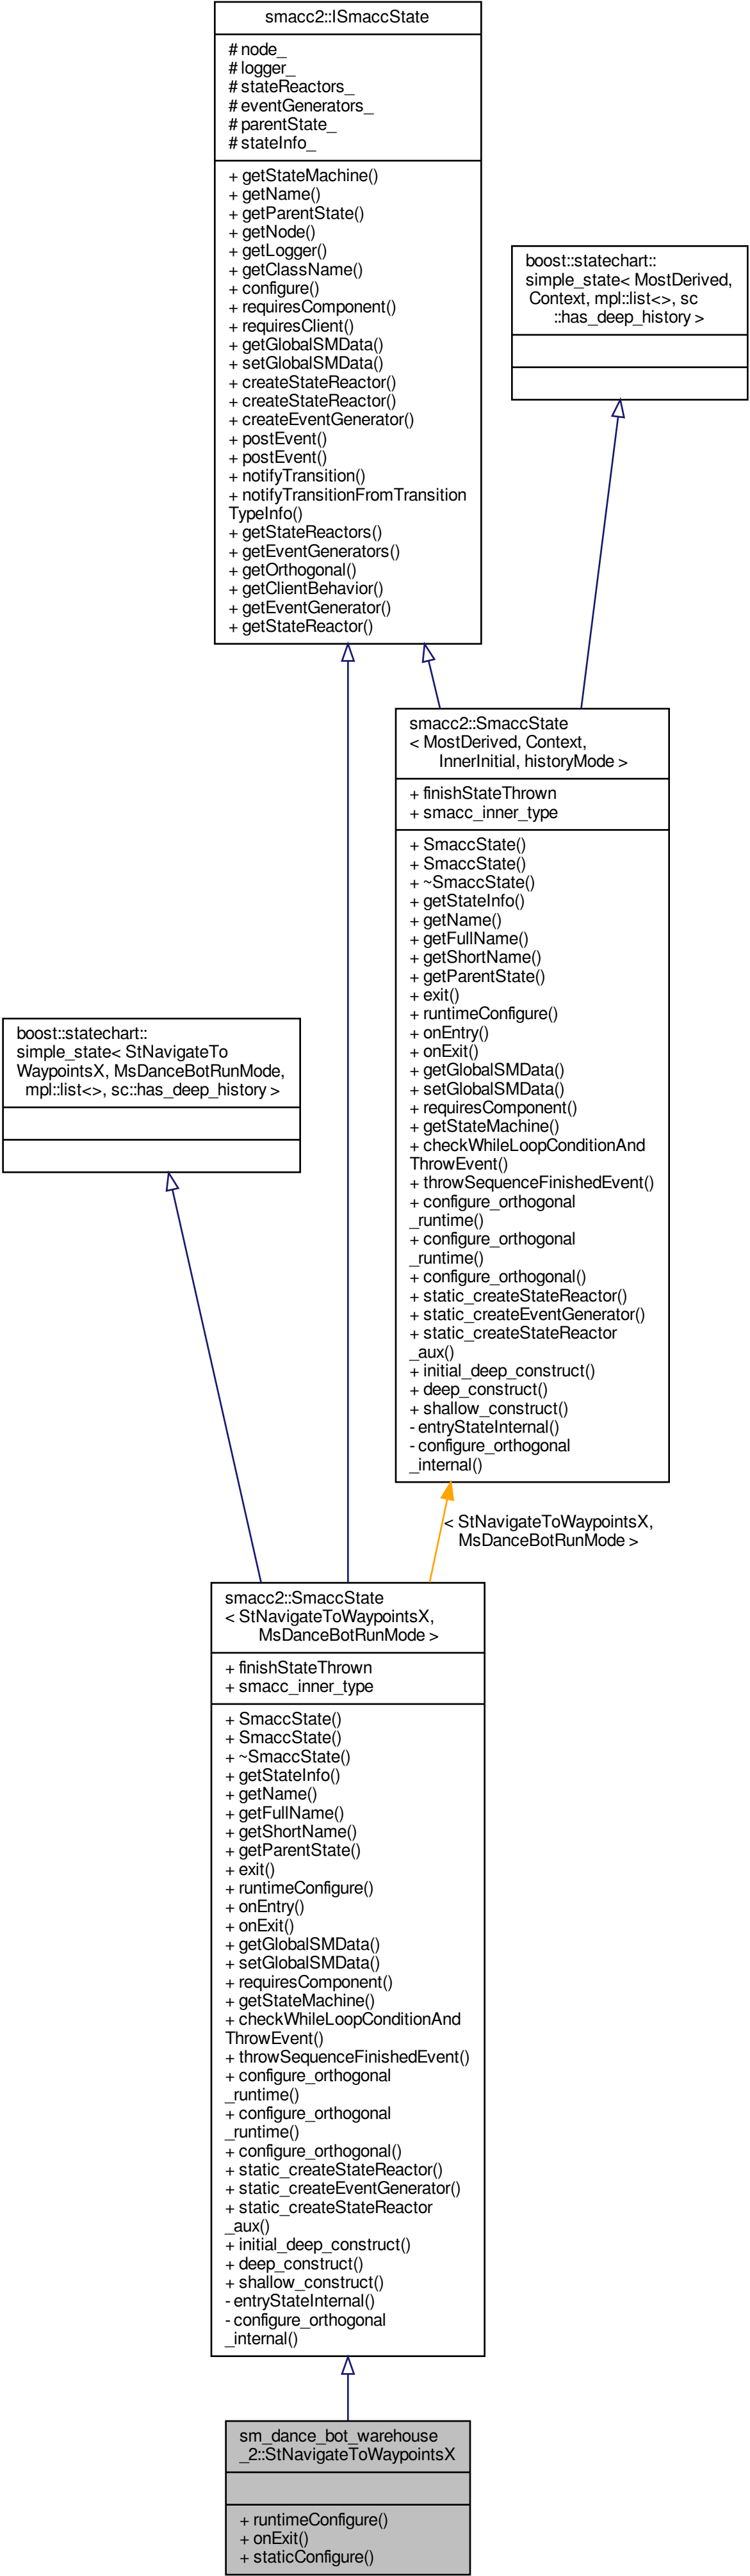 smacc2::ISmaccState
# node_
# logger_
# stateReactors_
# eventGenerators_
# parentState_
# stateInfo_
+ getStateMachine()
+ getName()
+ getParentState()
+ getNode()
+ getLogger()
+ getClassName()
+ configure()
+ requiresComponent()
+ requiresClient()
+ getGlobalSMData()
+ setGlobalSMData()
+ createStateReactor()
+ createStateReactor()
+ createEventGenerator()
+ postEvent()
+ postEvent()
+ notifyTransition()
+ notifyTransitionFromTransition
TypeInfo()
+ getStateReactors()
+ getEventGenerators()
+ getOrthogonal()
+ getClientBehavior()
+ getEventGenerator()
+ getStateReactor()
boost::statechart::
simple_state< MostDerived,
Context, mpl::list<>, sc
::has_deep_history >
smacc2::SmaccState
< MostDerived, Context,
InnerInitial, historyMode >
+ finishStateThrown
+ smacc_inner_type
+ SmaccState()
+ SmaccState()
+ ~SmaccState()
+ getStateInfo()
+ getName()
+ getFullName()
+ getShortName()
+ getParentState()
+ exit()
+ runtimeConfigure()
+ onEntry()
+ onExit()
+ getGlobalSMData()
+ setGlobalSMData()
+ requiresComponent()
+ getStateMachine()
+ checkWhileLoopConditionAnd
ThrowEvent()
+ throwSequenceFinishedEvent()
+ configure_orthogonal
_runtime()
+ configure_orthogonal
_runtime()
+ configure_orthogonal()
+ static_createStateReactor()
+ static_createEventGenerator()
+ static_createStateReactor
_aux()
+ initial_deep_construct()
+ deep_construct()
+ shallow_construct()
- entryStateInternal()
- configure_orthogonal
_internal()
boost::statechart::
simple_state< StNavigateTo
WaypointsX, MsDanceBotRunMode,
mpl::list<>, sc::has_deep_history >
< StNavigateToWaypointsX,
MsDanceBotRunMode >
smacc2::SmaccState
< StNavigateToWaypointsX,
MsDanceBotRunMode >
+ finishStateThrown
+ smacc_inner_type
+ SmaccState()
+ SmaccState()
+ ~SmaccState()
+ getStateInfo()
+ getName()
+ getFullName()
+ getShortName()
+ getParentState()
+ exit()
+ runtimeConfigure()
+ onEntry()
+ onExit()
+ getGlobalSMData()
+ setGlobalSMData()
+ requiresComponent()
+ getStateMachine()
+ checkWhileLoopConditionAnd
ThrowEvent()
+ throwSequenceFinishedEvent()
+ configure_orthogonal
_runtime()
+ configure_orthogonal
_runtime()
+ configure_orthogonal()
+ static_createStateReactor()
+ static_createEventGenerator()
+ static_createStateReactor
_aux()
+ initial_deep_construct()
+ deep_construct()
+ shallow_construct()
- entryStateInternal()
- configure_orthogonal
_internal()
sm_dance_bot_warehouse
_2::StNavigateToWaypointsX
+ runtimeConfigure()
+ onExit()
+ staticConfigure()